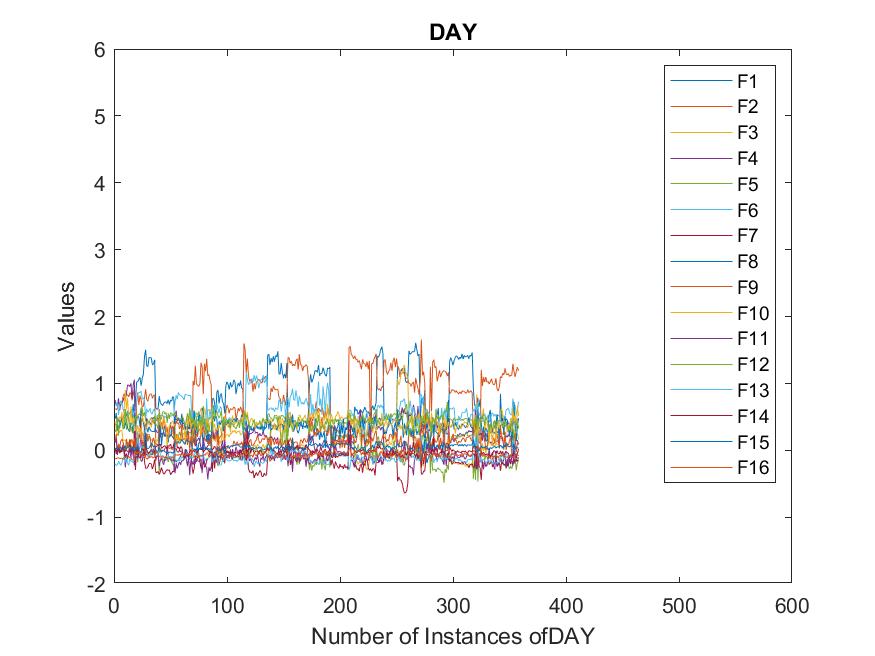 DAY
6
5
4
3
2
1
0
-1
-2
Values
0 100 200 300 400 500 600
Number of Instances ofDAY
F1
F2
F3
F4
F5
F6
F7
F8
F9
F10
F11
F12
F13
F14
F15
F16